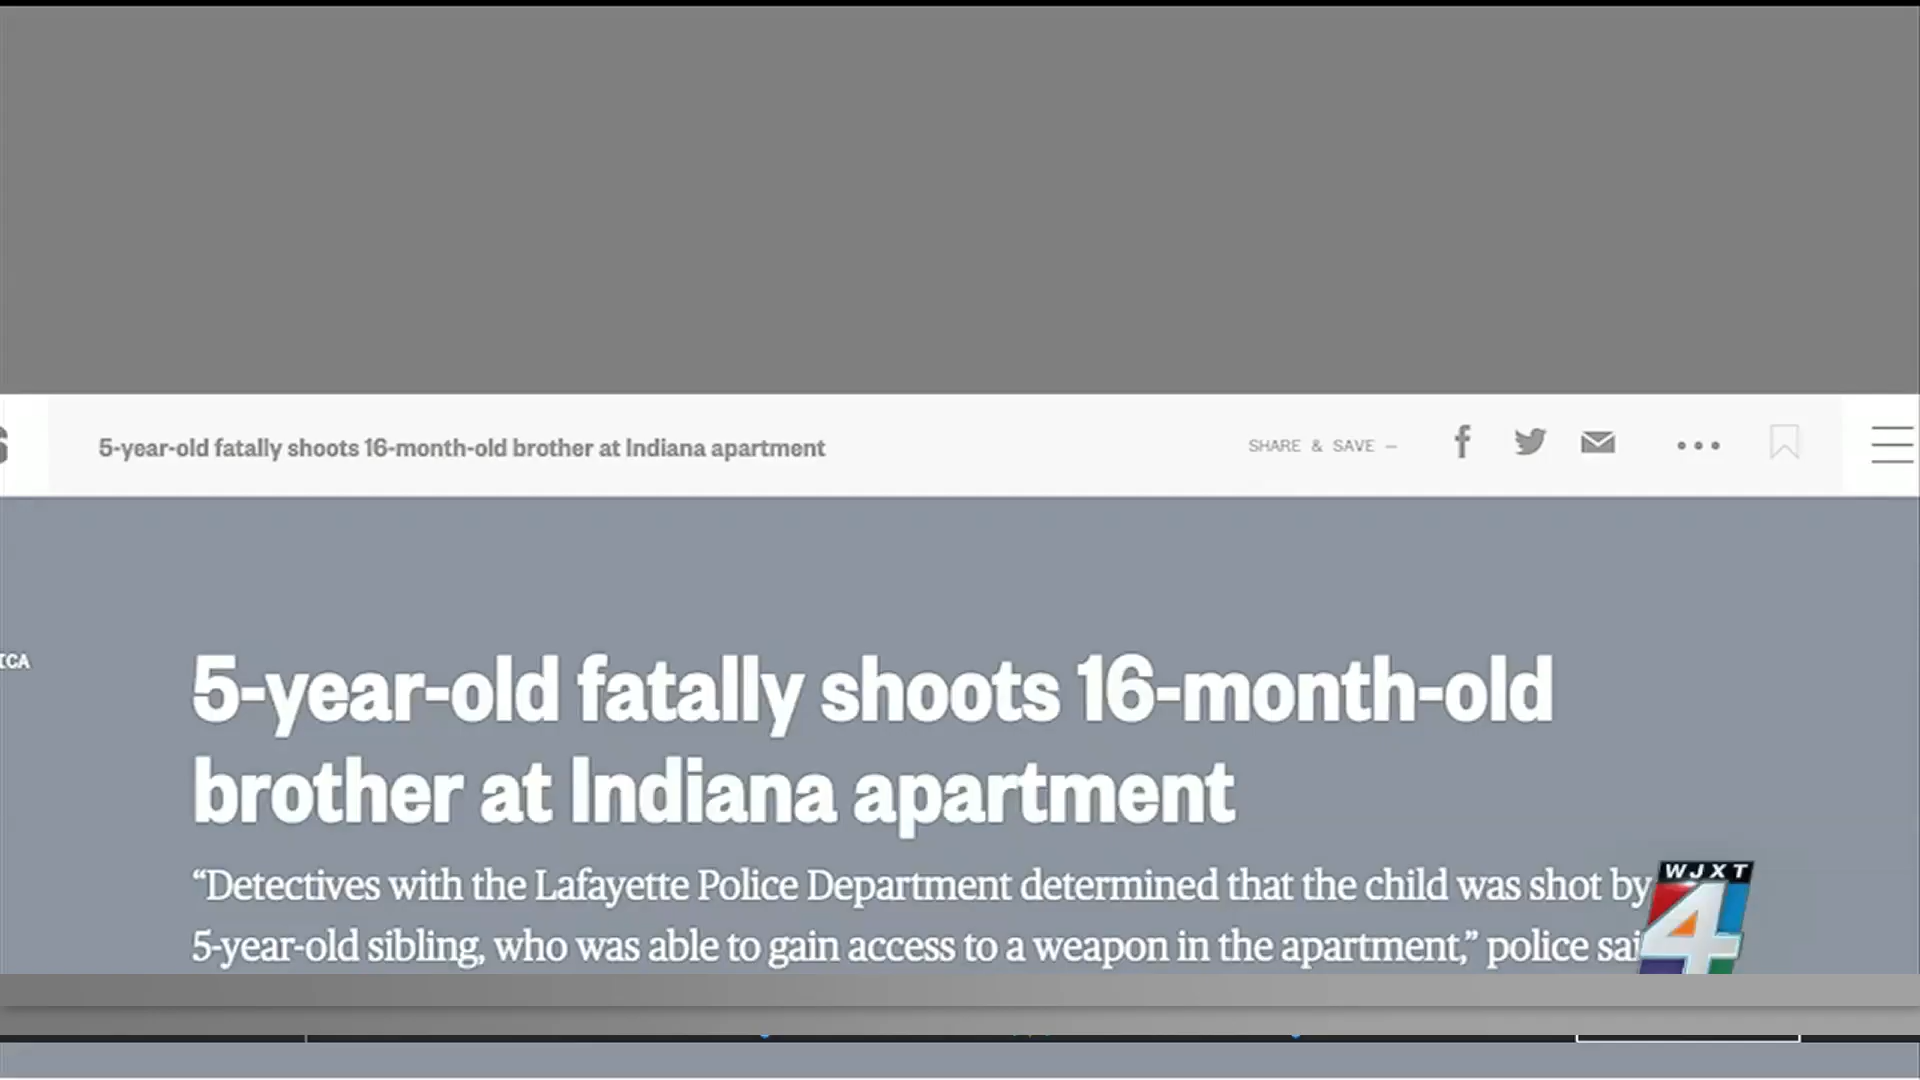 5-year-old fatally shoots 16-month-old brother at Indiana apartment
SHARE & SAVE –
ICA
5-year-old fatally shoots 16-month-old
brother at Indiana apartment
“Detectives with the Lafayette Police Department determined that the child was shot by
5-year-old sibling, who was able to gain access to a weapon in the apartment,” police sai
WJXT
4